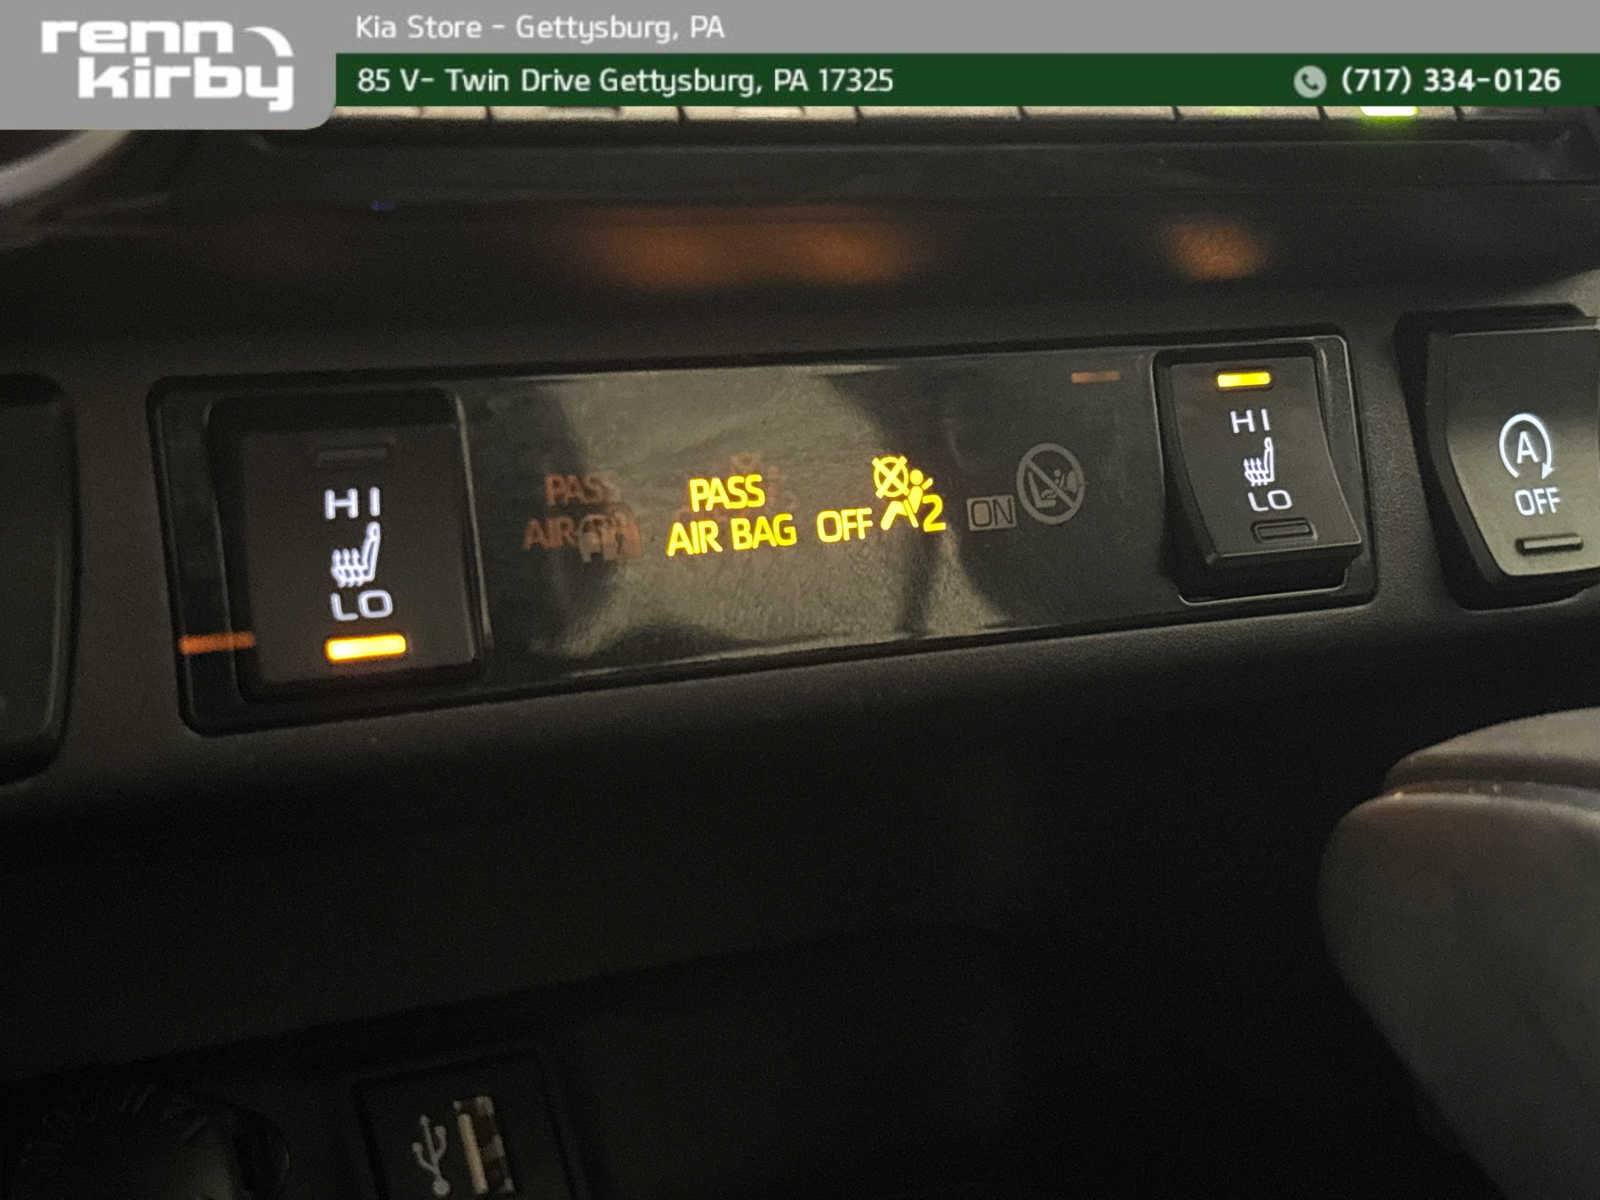 renn
kirby
Kia Store - Gettysburg, PA
85 V- Twin Drive Gettysburg, PA 17325
(717) 334-0126
HI
LO
PASS
AIR BAG OFF 2
ON
HI
LO
A
OFF
PASS
AIR